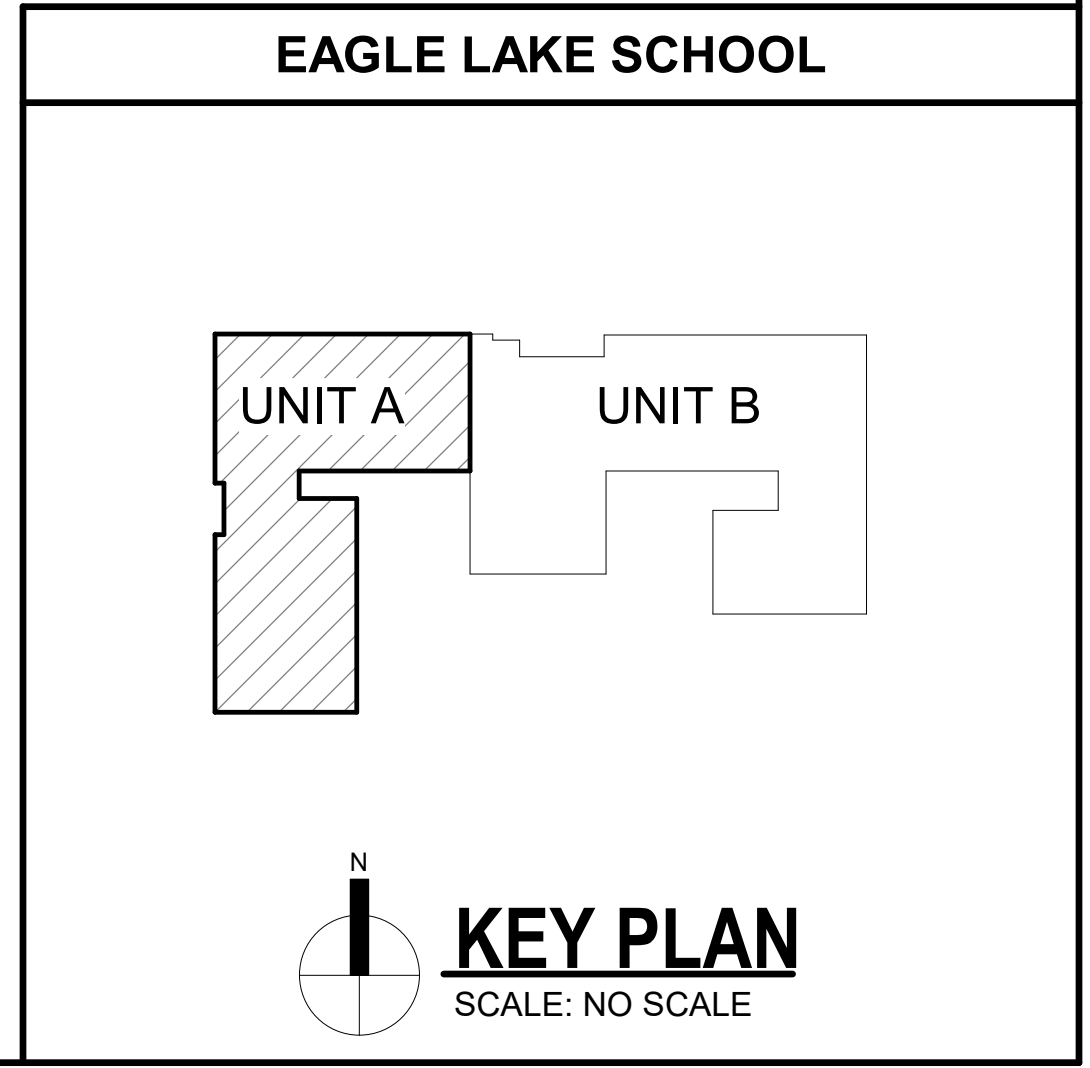 EAGLE LAKE SCHOOL
UNIT A
UNIT B
N
KEY PLAN
SCALE: NO SCALE